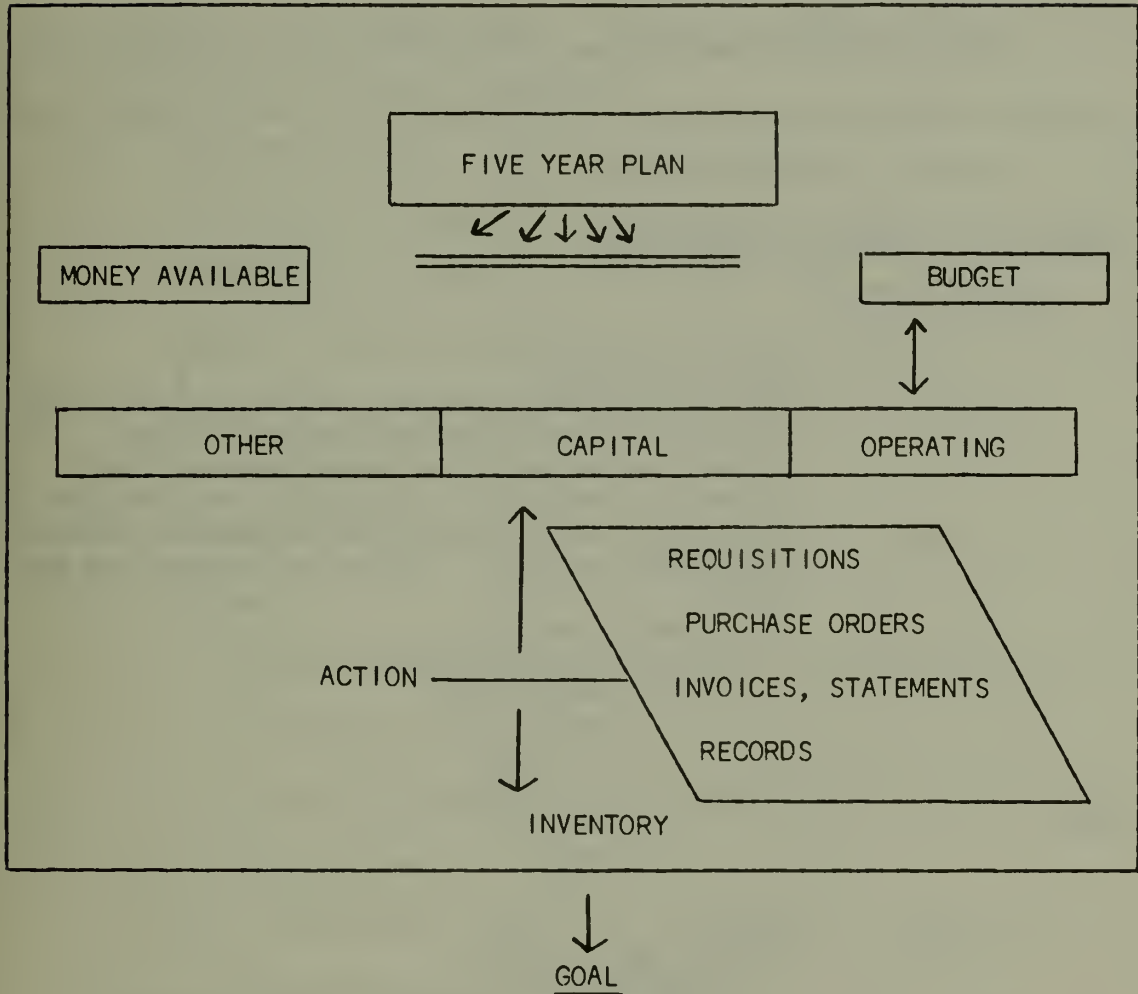 FIVE YEAR PLAN
MONEY AVAILABLE
BUDGET
OTHER
CAPITAL
OPERATING
REQUISITIONS
PURCHASE ORDERS
ACTION
INVOICES, STATEMENTS
RECORDS
INVENTORY
GOAL